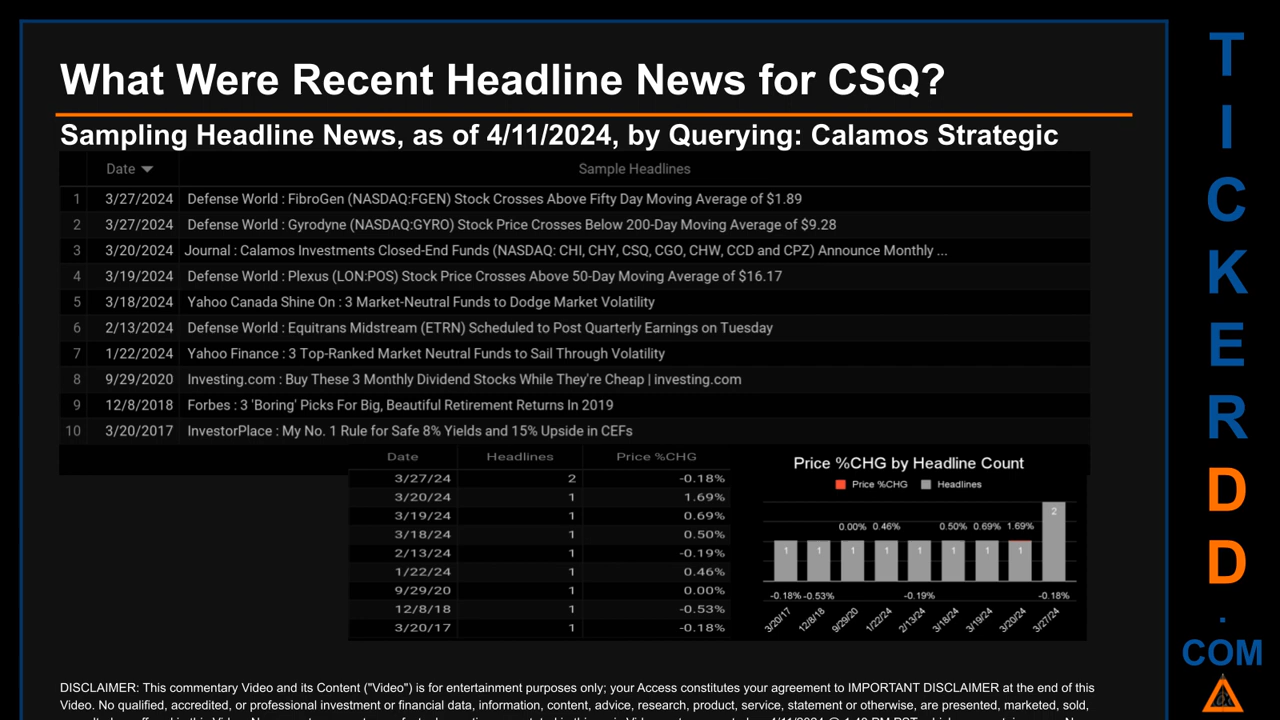 What Were Recent Headline News for CSQ?
Sampling Headline News, as of 4/11/2024, by Querying: Calamos Strategic
Date Sample Headlines
1 3/27/2024 Defense World : FibroGen (NASDAQ:FGEN) Stock Crosses Above Fifty Day Moving Average of $1.89
2 3/27/2024 Defense World : Gyrodyne (NASDAQ:GYRO) Stock Price Crosses Below 200-Day Moving Average of $9.28
3 3/20/2024 Journal : Calamos Investments Closed-End Funds (NASDAQ: CHI, CHY, CSQ, CGO, CHW, CCD and CPZ) Announce Monthly ...
4 3/19/2024 Defense World : Plexus (LON:POS) Stock Price Crosses Above 50-Day Moving Average of $16.17
5 3/18/2024 Yahoo Canada Shine On : 3 Market-Neutral Funds to Dodge Market Volatility
6 2/13/2024 Defense World : Equitrans Midstream (ETRN) Scheduled to Post Quarterly Earnings on Tuesday
7 1/22/2024 Yahoo Finance : 3 Top-Ranked Market Neutral Funds to Sail Through Volatility
8 9/29/2020 Investing.com : Buy These 3 Monthly Dividend Stocks While They're Cheap | investing.com
9 12/8/2018 Forbes : 3 'Boring' Picks For Big, Beautiful Retirement Returns In 2019
10 3/20/2017 InvestorPlace : My No. 1 Rule for Safe 8% Yields and 15% Upside in CEFs
Date Headlines Price %CHG
3/27/24 2 -0.18%
3/20/24 1 1.69%
3/19/24 1 0.69%
3/18/24 1 0.50%
2/13/24 1 -0.19%
1/22/24 1 0.46%
9/29/20 1 0.00%
12/8/18 1 -0.53%
3/20/17 1 -0.18%
Price %CHG by Headline Count
Price %CHG Headlines
2
0.00% 0.46% 0.50% 0.69% 1.69%
1 1 1 1 1 1 1 1
-0.18% -0.53% -0.19% -0.18%
3/20/17 12/8/18 9/29/20 1/22/24 2/13/24 3/18/24 3/19/24 3/20/24 3/27/24
DISCLAIMER: This commentary Video and its Content ("Video") is for entertainment purposes only; your Access constitutes your agreement to IMPORTANT DISCLAIMER at the end of this
Video. No qualified, accredited, or professional investment or financial data, information, content, advice, research, product, service, statement or otherwise, are presented, marketed, sold,
T
I
C
K
E
R
D
D
.
COM